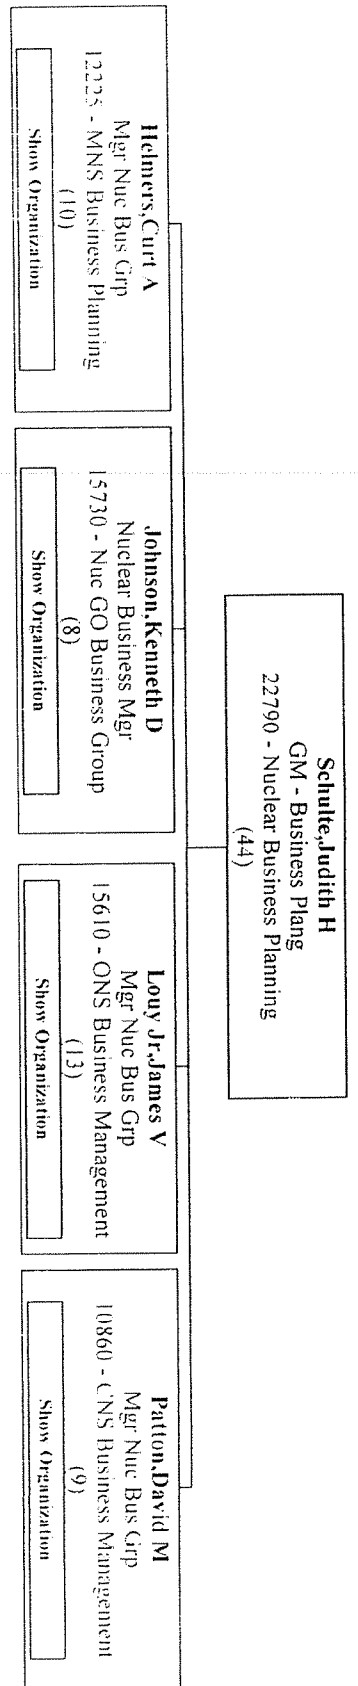 Schulte,Judith H
GM - Business Plang
22790 - Nuclear Business Planning
(44)
Helmers,Curt A
Mgr Nuc Bus Grp
12225 - MNS Business Planning
(10)
Show Organization
Johnson,Kenneth D
Nuclear Business Mgr
15730 - Nuc GO Business Group
(8)
Show Organization
Louy Jr,James V
Mgr Nuc Bus Grp
15610 - ONS Business Management
(13)
Show Organization
Patton,David M
Mgr Nuc Bus Grp
10860 - CNS Business Management
(9)
Show Organization